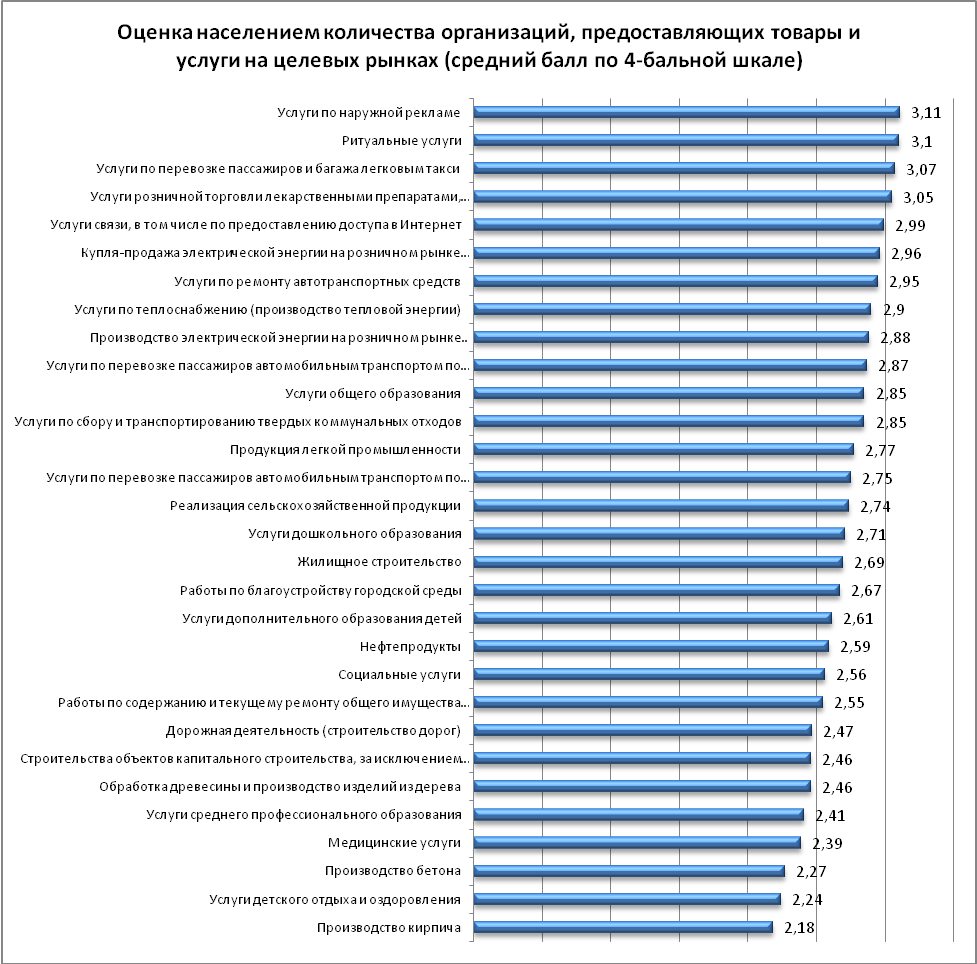 Оценка населением количества организаций, предоставляющих товары и
услуги на целевых рынках (средний балл по 4-бальной шкале)
Услуги по наружной рекламе 3,11
Ритуальные услуги 3,1
Услуги по перевозке пассажиров и багажа легковым такси 3,07
Услуги розничной торговли лекарственными препаратами,... 3,05
Услуги связи, в том числе по предоставлению доступа в Интернет 2,99
Купля-продажа электрической энергии на розничном рынке... 2,96
Услуги по ремонту автотранспортных средств 2,95
Услуги по теплоснабжению (производство тепловой энергии) 2,9
Производство электрической энергии на розничном рынке.. 2,88
Услуги по перевозке пассажиров автомобильным транспортом по... 2,87
Услуги общего образования 2,85
Услуги по сбору и транспортированию твердых коммунальных отходов 2,85
Продукция легкой промышленности 2,77
Услуги по перевозке пассажиров автомобильным транспортом по... 2,75
Реализация сельскохозяйственной продукции 2,74
Услуги дошкольного образования 2,71
Жилищное строительство 2,69
Работы по благоустройству городской среды 2,67
Услуги дополнительного образования детей 2,61
Нефтепродукты 2,59
Социальные услуги 2,56
Работы по содержанию и текущему ремонту общего имущества... 2,55
Дорожная деятельность (строительство дорог) 2,47
Строительства объектов капитального строительства, за исключением... 2,46
Обработка древесины и производство изделий из дерева 2,46
Услуги среднего профессионального образования 2,41
Медицинские услуги 2,39
Производство бетона 2,27
Услуги детского отдыха и оздоровления 2,24
Производство кирпича 2,18